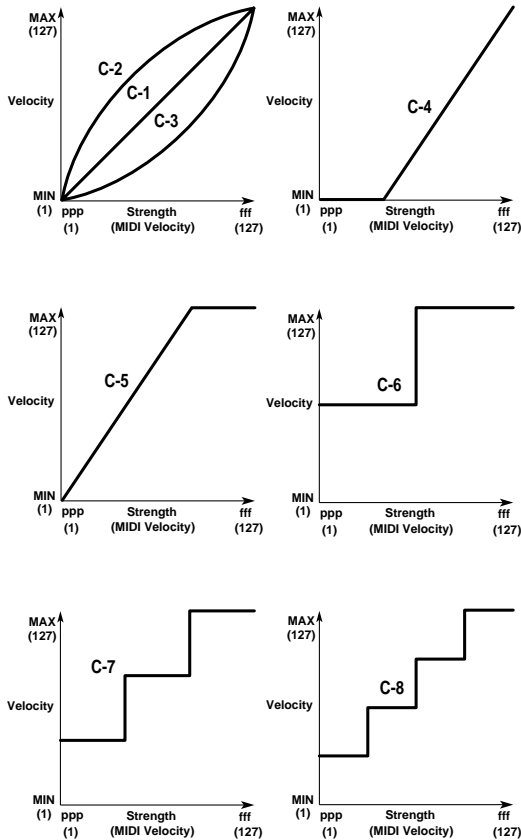 MAX
(127)
C-2
C-1
Velocity
C-3
MIN
(1)
ppp
(1)
Strength
(MIDI Velocity)
fff
(127)
MAX
(127)
C-4
Velocity
MIN
(1)
ppp
(1)
Strength
(MIDI Velocity)
fff
(127)
MAX
(127)
C-5
Velocity
MIN
(1)
ppp
(1)
Strength
(MIDI Velocity)
fff
(127)
MAX
(127)
C-6
Velocity
MIN
(1)
ppp
(1)
Strength
(MIDI Velocity)
fff
(127)
MAX
(127)
C-7
Velocity
MIN
(1)
ppp
(1)
Strength
(MIDI Velocity)
fff
(127)
MAX
(127)
C-8
Velocity
MIN
(1)
ppp
(1)
Strength
(MIDI Velocity)
fff
(127)